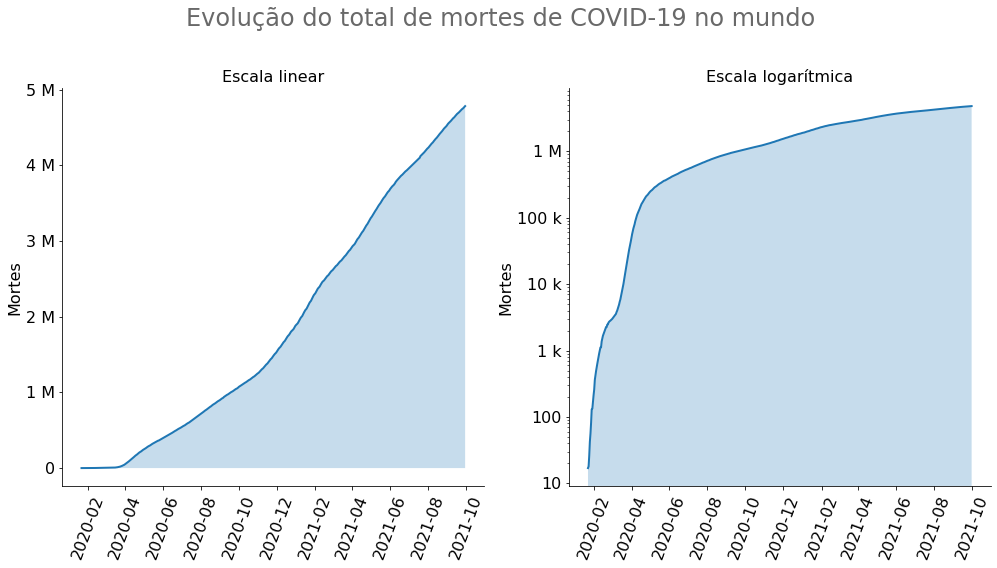 Evolução do total de mortes de COVID-19 no mundo
Escala linear
5 M
4 M
3 M
2 M
1 M
0
Mortes
2020-02
2020-04
2020-06
2020-08
2020-10
2020-12
2021-02
2021-04
2021-06
2021-08
2021-10
Escala logarítmica
1 M
100 k
10 k
1 k
100
10
Mortes
2020-02
2020-04
2020-06
2020-08
2020-10
2020-12
2021-02
2021-04
2021-06
2021-08
2021-10